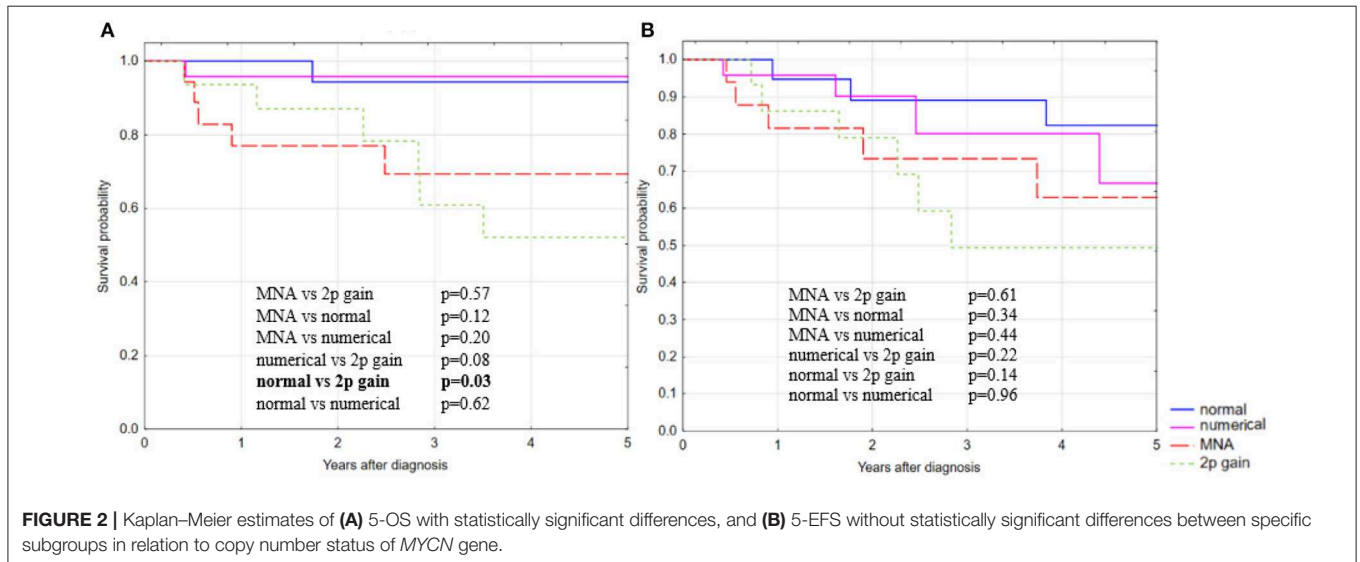 A
Survival probability
1.0
0.8
0.6
0.4
0.2
0.0
0 1 2 3 4 5
Years after diagnosis
MNA vs 2p gain p=0.57
MNA vs normal p=0.12
MNA vs numerical p=0.20
numerical vs 2p gain p=0.08
normal vs 2p gain p=0.03
normal vs numerical p=0.62
B
Survival probability
1.0
0.9
0.8
0.7
0.6
0.5
0.4
0.3
0.2
0.1
0.0
0 1 2 3 4 5
Years after diagnosis
MNA vs 2p gain p=0.61
MNA vs normal p=0.34
MNA vs numerical p=0.44
numerical vs 2p gain p=0.22
normal vs 2p gain p=0.14
normal vs numerical p=0.96
normal
numerical
MNA
2p gain
FIGURE 2 | Kaplan–Meier estimates of (A) 5-OS with statistically significant differences, and (B) 5-EFS without statistically significant differences between specific
subgroups in relation to copy number status of MYCN gene.